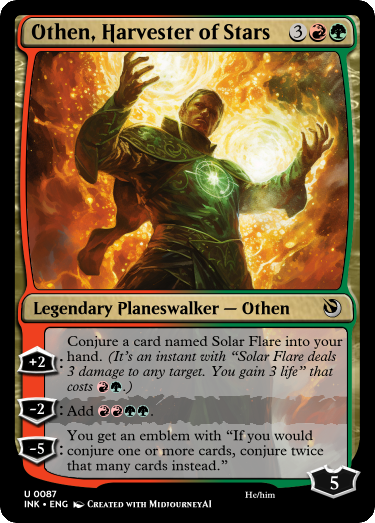 Othen, Harvester of Stars 3
Legendary Planeswalker — Othen
Conjure a card named Solar Flare into your
hand. (It's an instant with “Solar Flare deals
3 damage to any target. You gain 3 life” that
costs .)
+2:
-2: Add .
You get an emblem with “If you would
conjure one or more cards, conjure twice
that many cards instead.”
-5:
5
U 0087
INK • ENG Created with MidjourneyAI
He/him